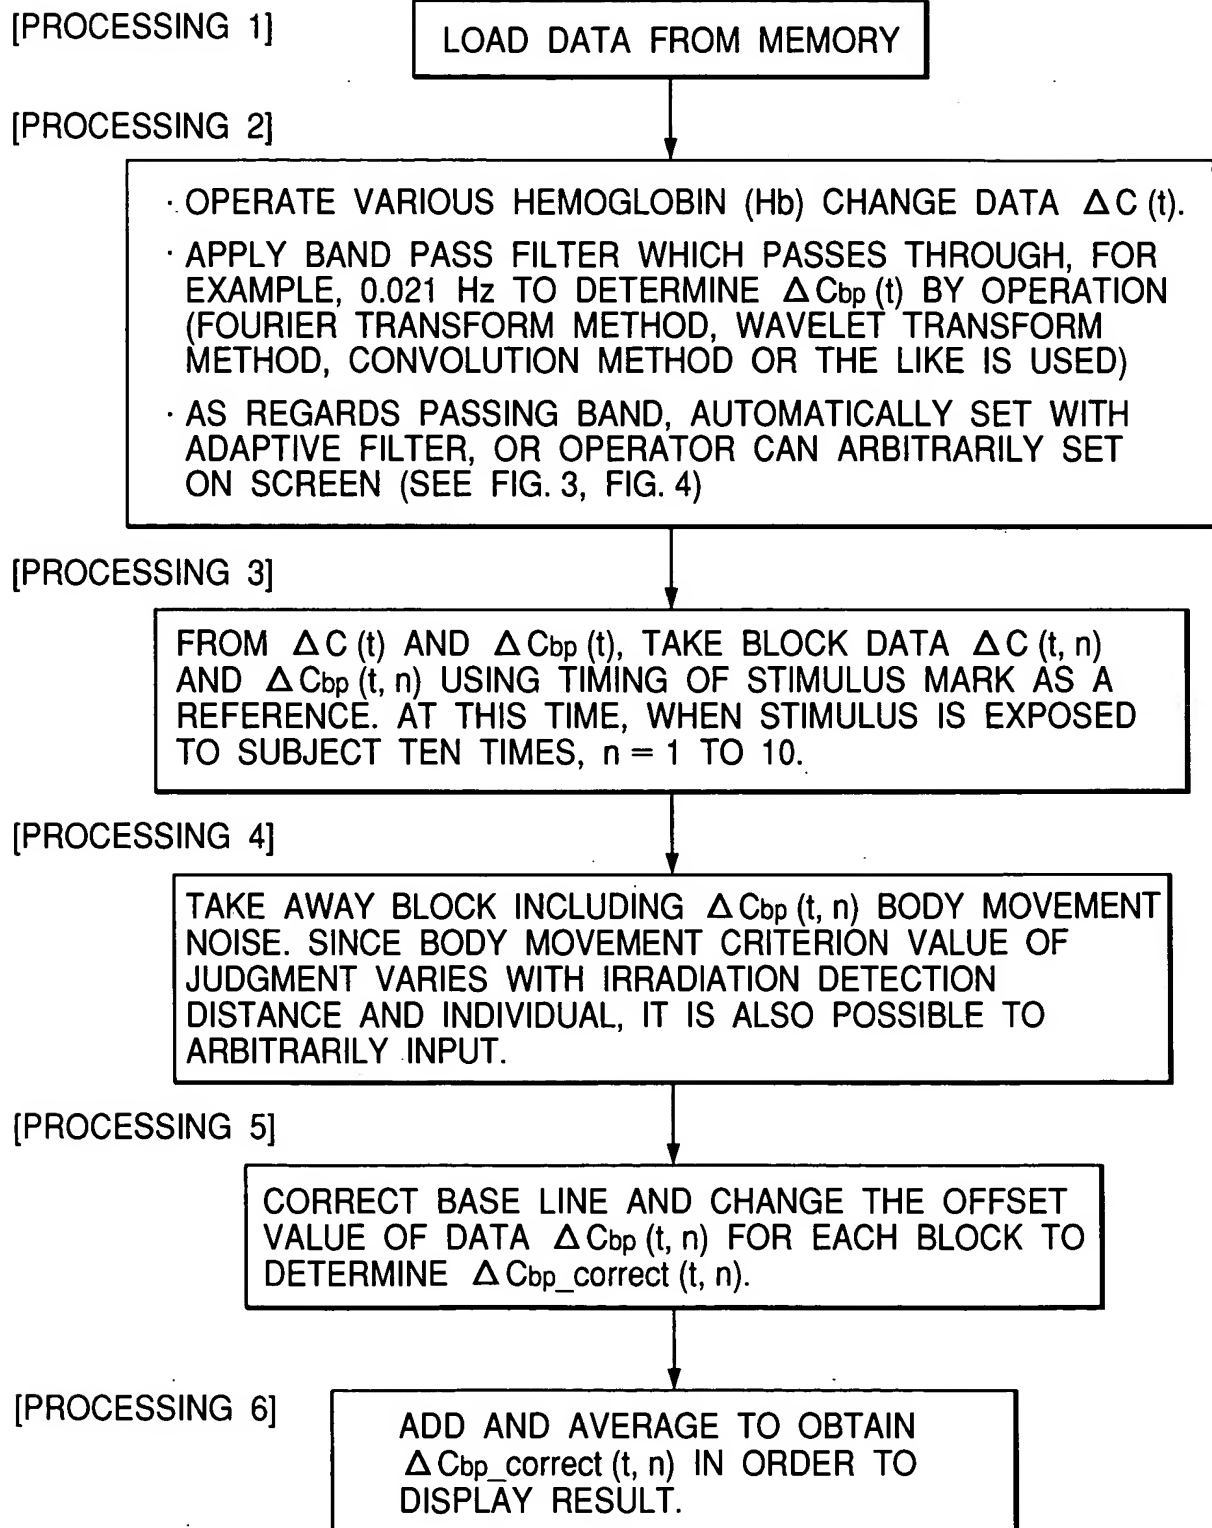 [PROCESSING 1]
LOAD DATA FROM MEMORY
[PROCESSING 2]
· OPERATE VARIOUS HEMOGLOBIN (Hb) CHANGE DATA ΔC (t).
· APPLY BAND PASS FILTER WHICH PASSES THROUGH, FOR
EXAMPLE, 0.021 Hz TO DETERMINE ΔCbp (t) BY OPERATION
(FOURIER TRANSFORM METHOD, WAVELET TRANSFORM
METHOD, CONVOLUTION METHOD OR THE LIKE IS USED)
· AS REGARDS PASSING BAND, AUTOMATICALLY SET WITH
ADAPTIVE FILTER, OR OPERATOR CAN ARBITRARILY SET
ON SCREEN (SEE FIG. 3, FIG. 4)
[PROCESSING 3]
FROM ΔC (t) AND ΔCbp (t), TAKE BLOCK DATA ΔC (t, n)
AND ΔCbp (t, n) USING TIMING OF STIMULUS MARK AS A
REFERENCE. AT THIS TIME, WHEN STIMULUS IS EXPOSED
TO SUBJECT TEN TIMES, n = 1 TO 10.
[PROCESSING 4]
TAKE AWAY BLOCK INCLUDING ΔCbp (t, n) BODY MOVEMENT
NOISE. SINCE BODY MOVEMENT CRITERION VALUE OF
JUDGMENT VARIES WITH IRRADIATION DETECTION
DISTANCE AND INDIVIDUAL, IT IS ALSO POSSIBLE TO
ARBITRARILY INPUT.
[PROCESSING 5]
CORRECT BASE LINE AND CHANGE THE OFFSET
VALUE OF DATA ΔCbp (t, n) FOR EACH BLOCK TO
DETERMINE ΔCbp_correct (t, n).
[PROCESSING 6]
ADD AND AVERAGE TO OBTAIN
ΔCbp_correct (t, n) IN ORDER TO
DISPLAY RESULT.